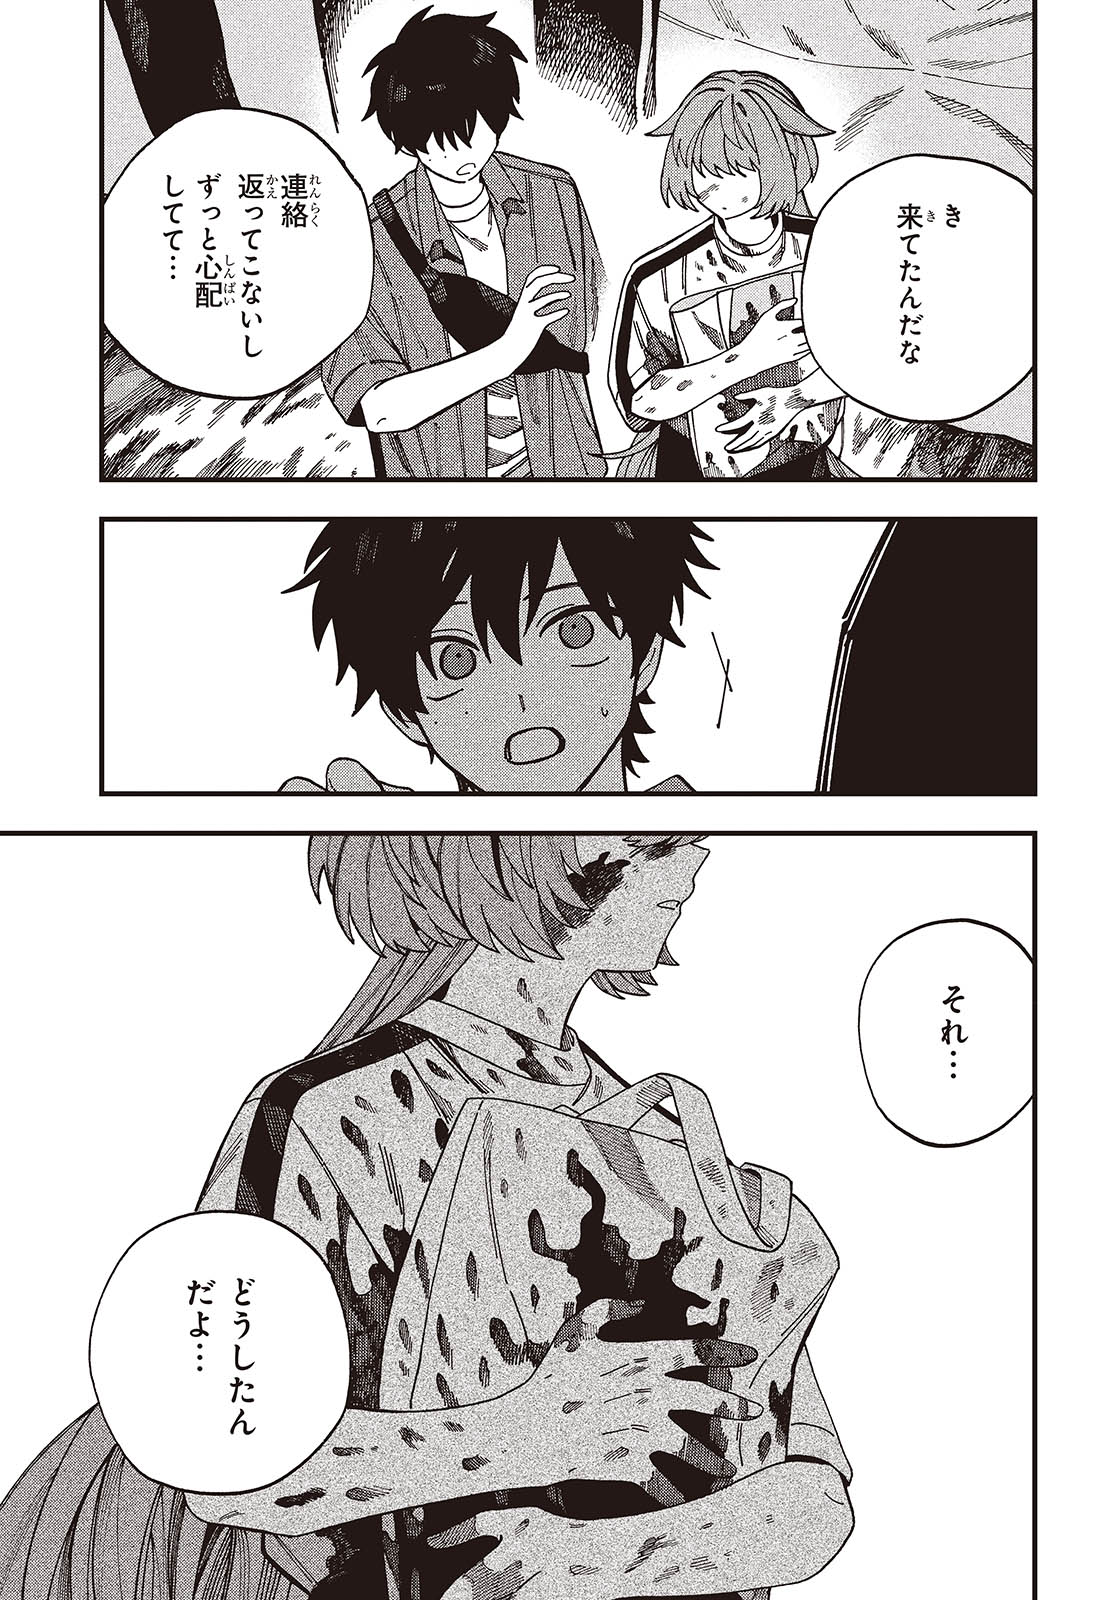 き
来てたんだな
連絡
返ってこないし
ずっと心配
してて…
それ…
どうしたん
だよ…